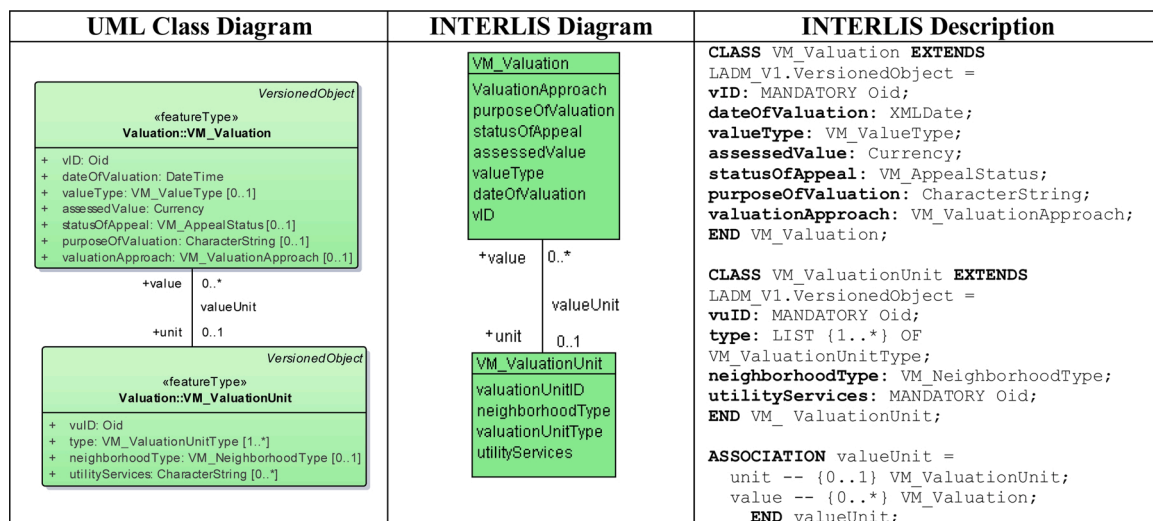 UML Class Diagram
INTERLIS Diagram
INTERLIS Description
VersionedObject
«featureType»
Valuation::VM_Valuation
+ vID: Oid
+ dateOfValuation: DateTime
+ valueType: VM_ValueType [0..1]
+ assessedValue: Currency
+ statusOfAppeal: VM_AppealStatus [0..1]
+ purposeOfValuation: CharacterString [0..1]
+ valuationApproach: VM_ValuationApproach [0..1]
+value 0..*
valueUnit
+unit 0..1
VersionedObject
«featureType»
Valuation::VM_ValuationUnit
+ vuID: Oid
+ type: VM_ValuationUnitType [1..*]
+ neighborhoodType: VM_NeighborhoodType [0..1]
+ utilityServices: CharacterString [0..*]
VM_Valuation
ValuationApproach
purposeOfValuation
statusOfAppeal
assessedValue
valueType
dateOfValuation
vID
+value 0..*
valueUnit
+unit 0..1
VM_ValuationUnit
valuationUnitID
neighborhoodType
valuationUnitType
utilityServices
CLASS VM_Valuation EXTENDS
LADM_V1.VersionedObject =
vID: MANDATORY Oid;
dateOfValuation: XMLDate;
valueType: VM_ValueType;
assessedValue: Currency;
statusOfAppeal: VM_AppealStatus;
purposeOfValuation: CharacterString;
valuationApproach: VM_ValuationApproach;
END VM_Valuation;
CLASS VM_ValuationUnit EXTENDS
LADM_V1.VersionedObject =
vuID: MANDATORY Oid;
type: LIST {1..*} OF
VM_ValuationUnitType;
neighborhoodType: VM_NeighborhoodType;
utilityServices: MANDATORY Oid;
END VM_ ValuationUnit;
ASSOCIATION valueUnit =
unit -- {0..1} VM_ValuationUnit;
value -- {0..*} VM_Valuation;
END valueUnit;